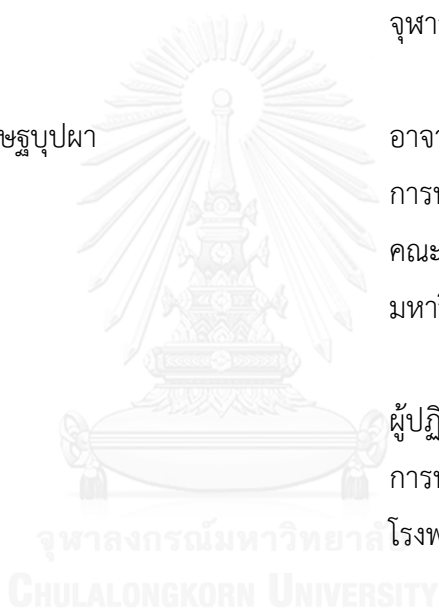 จุฬา
ษฐบุปผา
อาจา
การ
คณะ
มหาวิ
ผู้ปฏิ
การ
โรงพ
จุฬาลงกรณ์มหาวิทยาลัย
CHULALONGKORN UNIVERSITY